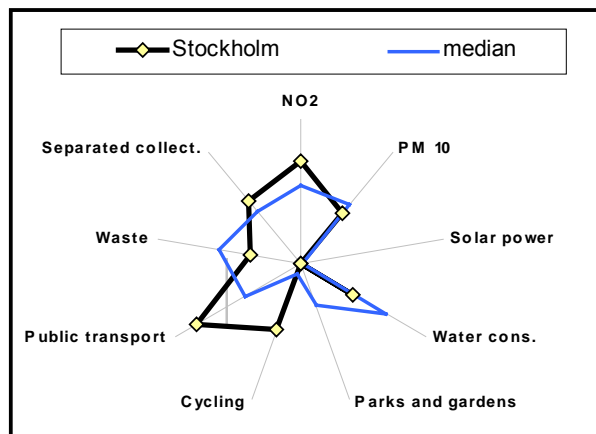 Stockholm median
NO2
Separated collect. PM 10
Waste Solar power
Public transport Water cons.
Cycling Parks and gardens